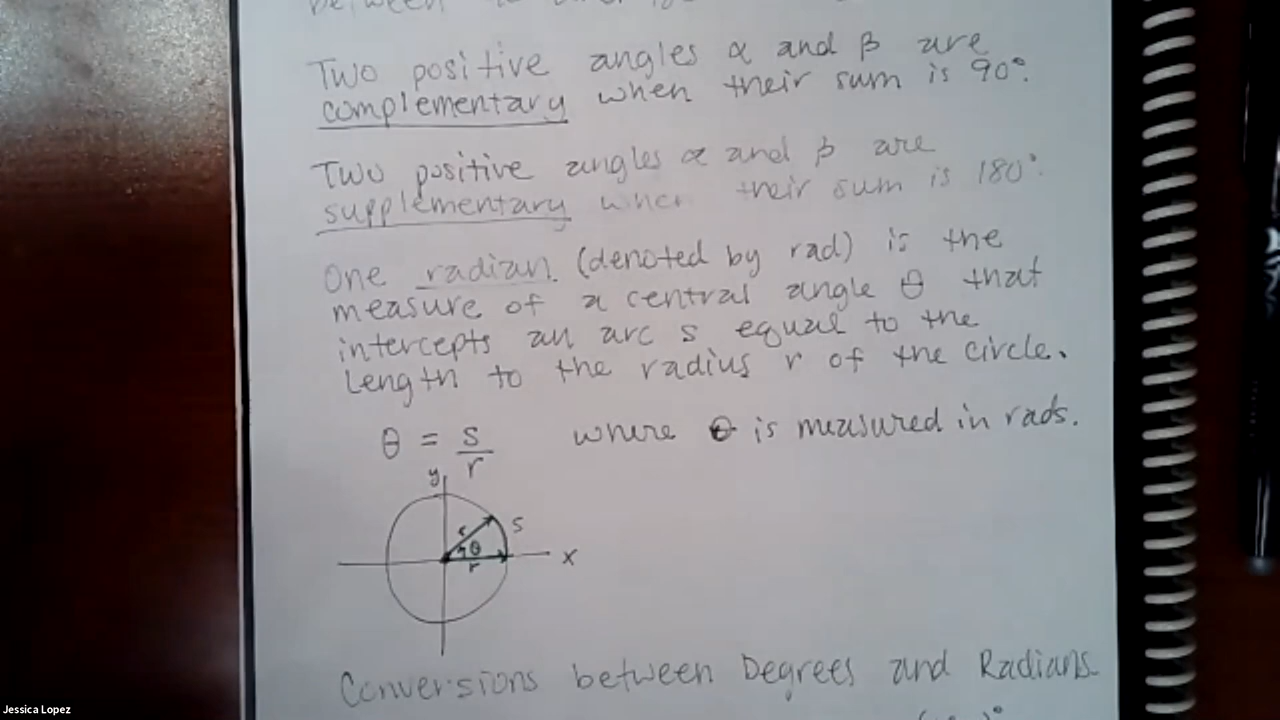 between
Two positive angles α and β are
complementary when their sum is 90°.
Two positive angles α and β are
supplementary when their sum is 180°.
One radian (denoted by rad) is the
measure of a central angle θ that
intercepts an arc s equal to the
length to the radius r of the circle.
θ = s/r where θ is measured in rads.
y
r s
θ
r x
Conversions between Degrees and Radians
Jessica Lopez